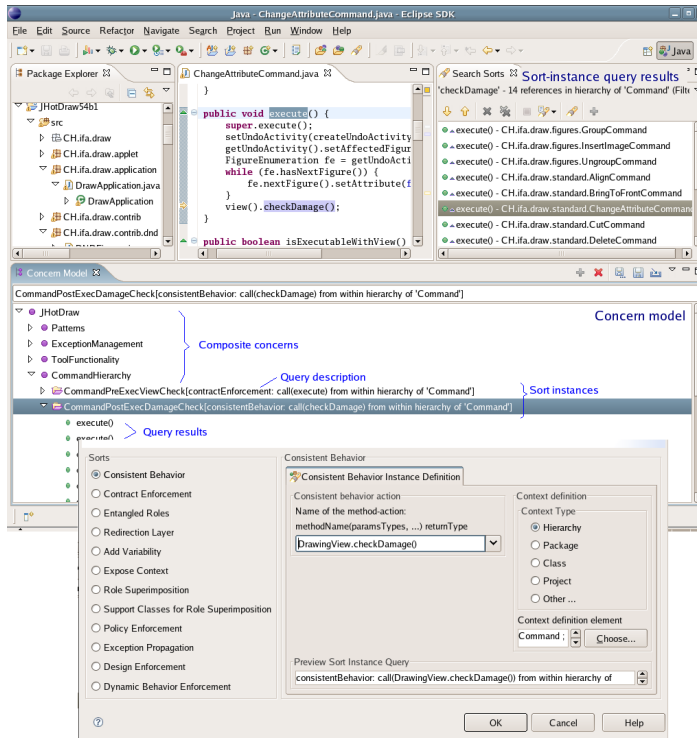 Java - ChangeAttributeCommand.java - Eclipse SDK
File Edit Source Refactor Navigate Search Project Run Window Help
Java
Package Explorer
JHotDraw54b1
src
CH.ifa.draw
CH.ifa.draw.applet
CH.ifa.draw.application
DrawApplication.java
DrawApplication
CH.ifa.draw.contrib
CH.ifa.draw.contrib.dnd
ChangeAttributeCommand.java
}
public void execute() {
super.execute();
setUndoActivity(createUndoActivity
getUndoActivity().setAffectedFigur
FigureEnumeration fe = getUndoActi
while (fe.hasNextFigure()) {
fe.nextFigure().setAttribute(f
}
view().checkDamage();
}
public boolean isExecutableWithView()
Search Sorts
Sort-instance query results
'checkDamage' - 14 references in hierarchy of 'Command' (Filte
execute() - CH.ifa.draw.figures.GroupCommand
execute() - CH.ifa.draw.figures.InsertImageCommand
execute() - CH.ifa.draw.figures.UngroupCommand
execute() - CH.ifa.draw.standard.AlignCommand
execute() - CH.ifa.draw.standard.BringToFrontCommand
execute() - CH.ifa.draw.standard.ChangeAttributeComman
execute() - CH.ifa.draw.standard.CutCommand
execute() - CH.ifa.draw.standard.DeleteCommand
Concern Model
CommandPostExecDamageCheck[consistentBehavior: call(checkDamage) from within hierarchy of 'Command']
Concern model
JHotDraw
Patterns
ExceptionManagement
ToolFunctionality
CommandHierarchy
Composite concerns
Query description
CommandPreExecViewCheck[contractEnforcement: call(execute) from within hierarchy of 'Command']
CommandPostExecDamageCheck[consistentBehavior: call(checkDamage) from within hierarchy of 'Command']
Sort instances
execute()
execute()
Query results
Sorts
Consistent Behavior
Contract Enforcement
Entangled Roles
Redirection Layer
Add Variability
Expose Context
Role Superimposition
Support Classes for Role Superimposition
Policy Enforcement
Exception Propagation
Design Enforcement
Dynamic Behavior Enforcement
Consistent Behavior
Consistent Behavior Instance Definition
Consistent behavior action
Name of the method-action:
methodName(paramsTypes, ...) returnType
DrawingView.checkDamage()
Context definition
Context Type
Hierarchy
Package
Class
Project
Other ...
Context definition element
Command ;
Choose...
Preview Sort Instance Query
consistentBehavior: call(DrawingView.checkDamage()) from within hierarchy of
OK
Cancel
Help